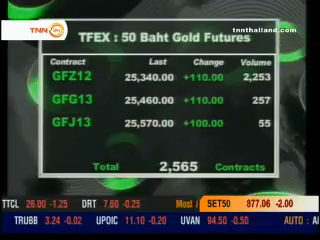 TNN
tnnthailand.com
TFEX : 50 Baht Gold Futures
Contract Last Change Volume
GFZ12 25,340.00 +110.00 2,253
GFG13 25,460.00 +110.00 257
GFJ13 25,570.00 +100.00 55
Total 2,565 Contracts
TTCL 26.00 -1.25 DRT 7.60 -0.25 Most / SET50 877.06 -2.00
TRUBB 3.24 -0.02 UPOIC 11.10 -0.20 UVAN 94.50 -0.50 AUTO :